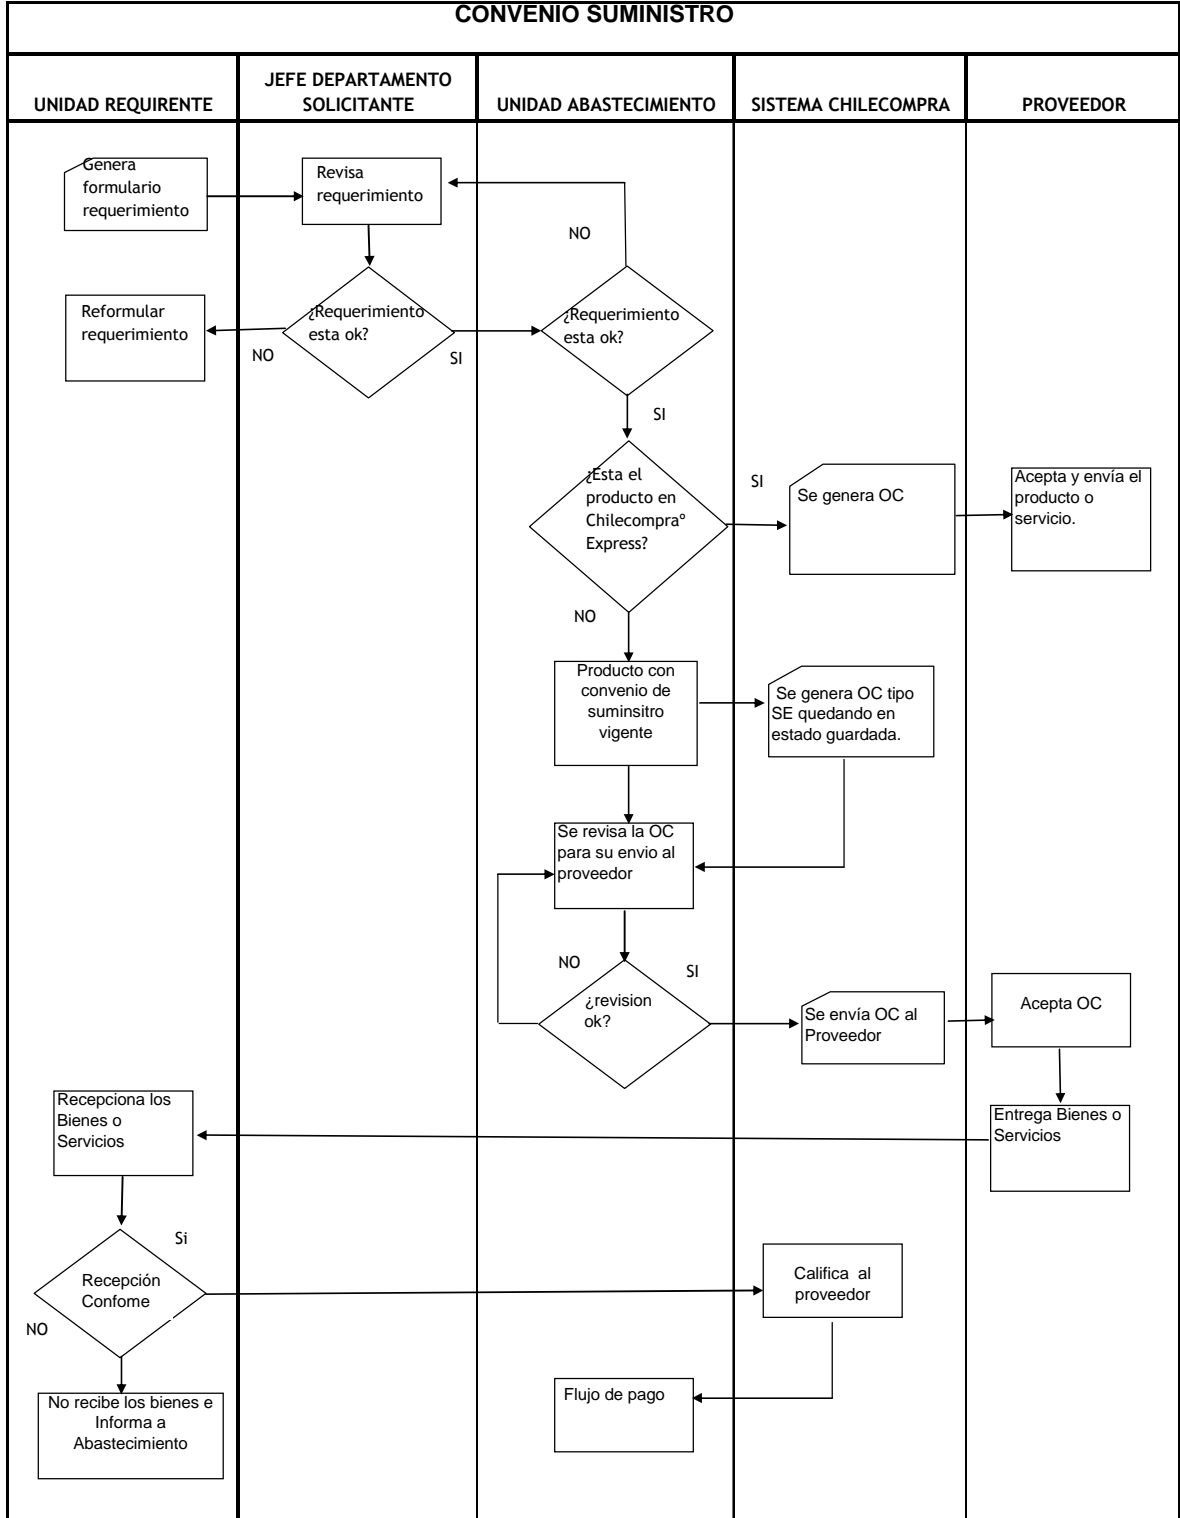 CONVENIO SUMINISTRO
UNIDAD REQUIRENTE
JEFE DEPARTAMENTO
SOLICITANTE
UNIDAD ABASTECIMIENTO
SISTEMA CHILECOMPRA
PROVEEDOR
Genera
formulario
requerimiento
Revisa
requerimiento
NO
Reformular
requerimiento
NO
¿Requerimiento
esta ok?
SI
¿Requerimiento
esta ok?
SI
¿Esta el
producto en
Chilecompraº
Express?
SI
Se genera OC
Acepta y envía el
producto o
servicio.
NO
Producto con
convenio de
suminsitro
vigente
Se genera OC tipo
SE quedando en
estado guardada.
Se revisa la OC
para su envio al
proveedor
NO
SI
¿revision
ok?
Se envía OC al
Proveedor
Acepta OC
Recepciona los
Bienes o
Servicios
Entrega Bienes o
Servicios
Si
Recepción
Confome
NO
Califica al
proveedor
No recibe los bienes e
Informa a
Abastecimiento
Flujo de pago